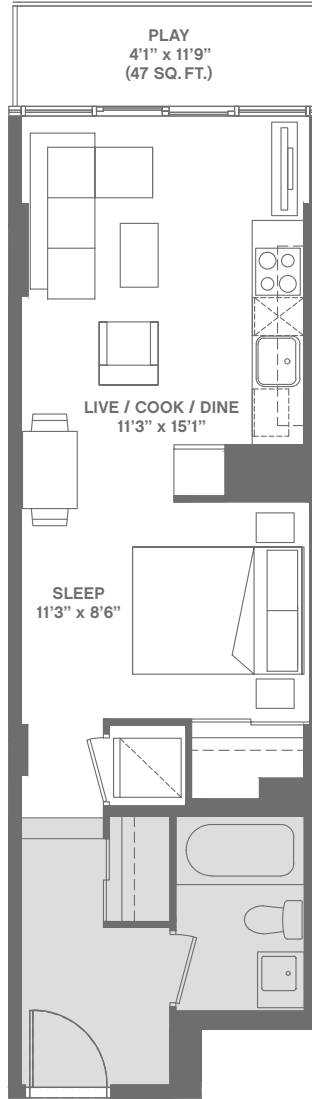 PLAY
4'1" x 11'9"
(47 SQ. FT.)
LIVE / COOK / DINE
11'3" x 15'1"
SLEEP
11'3" x 8'6"